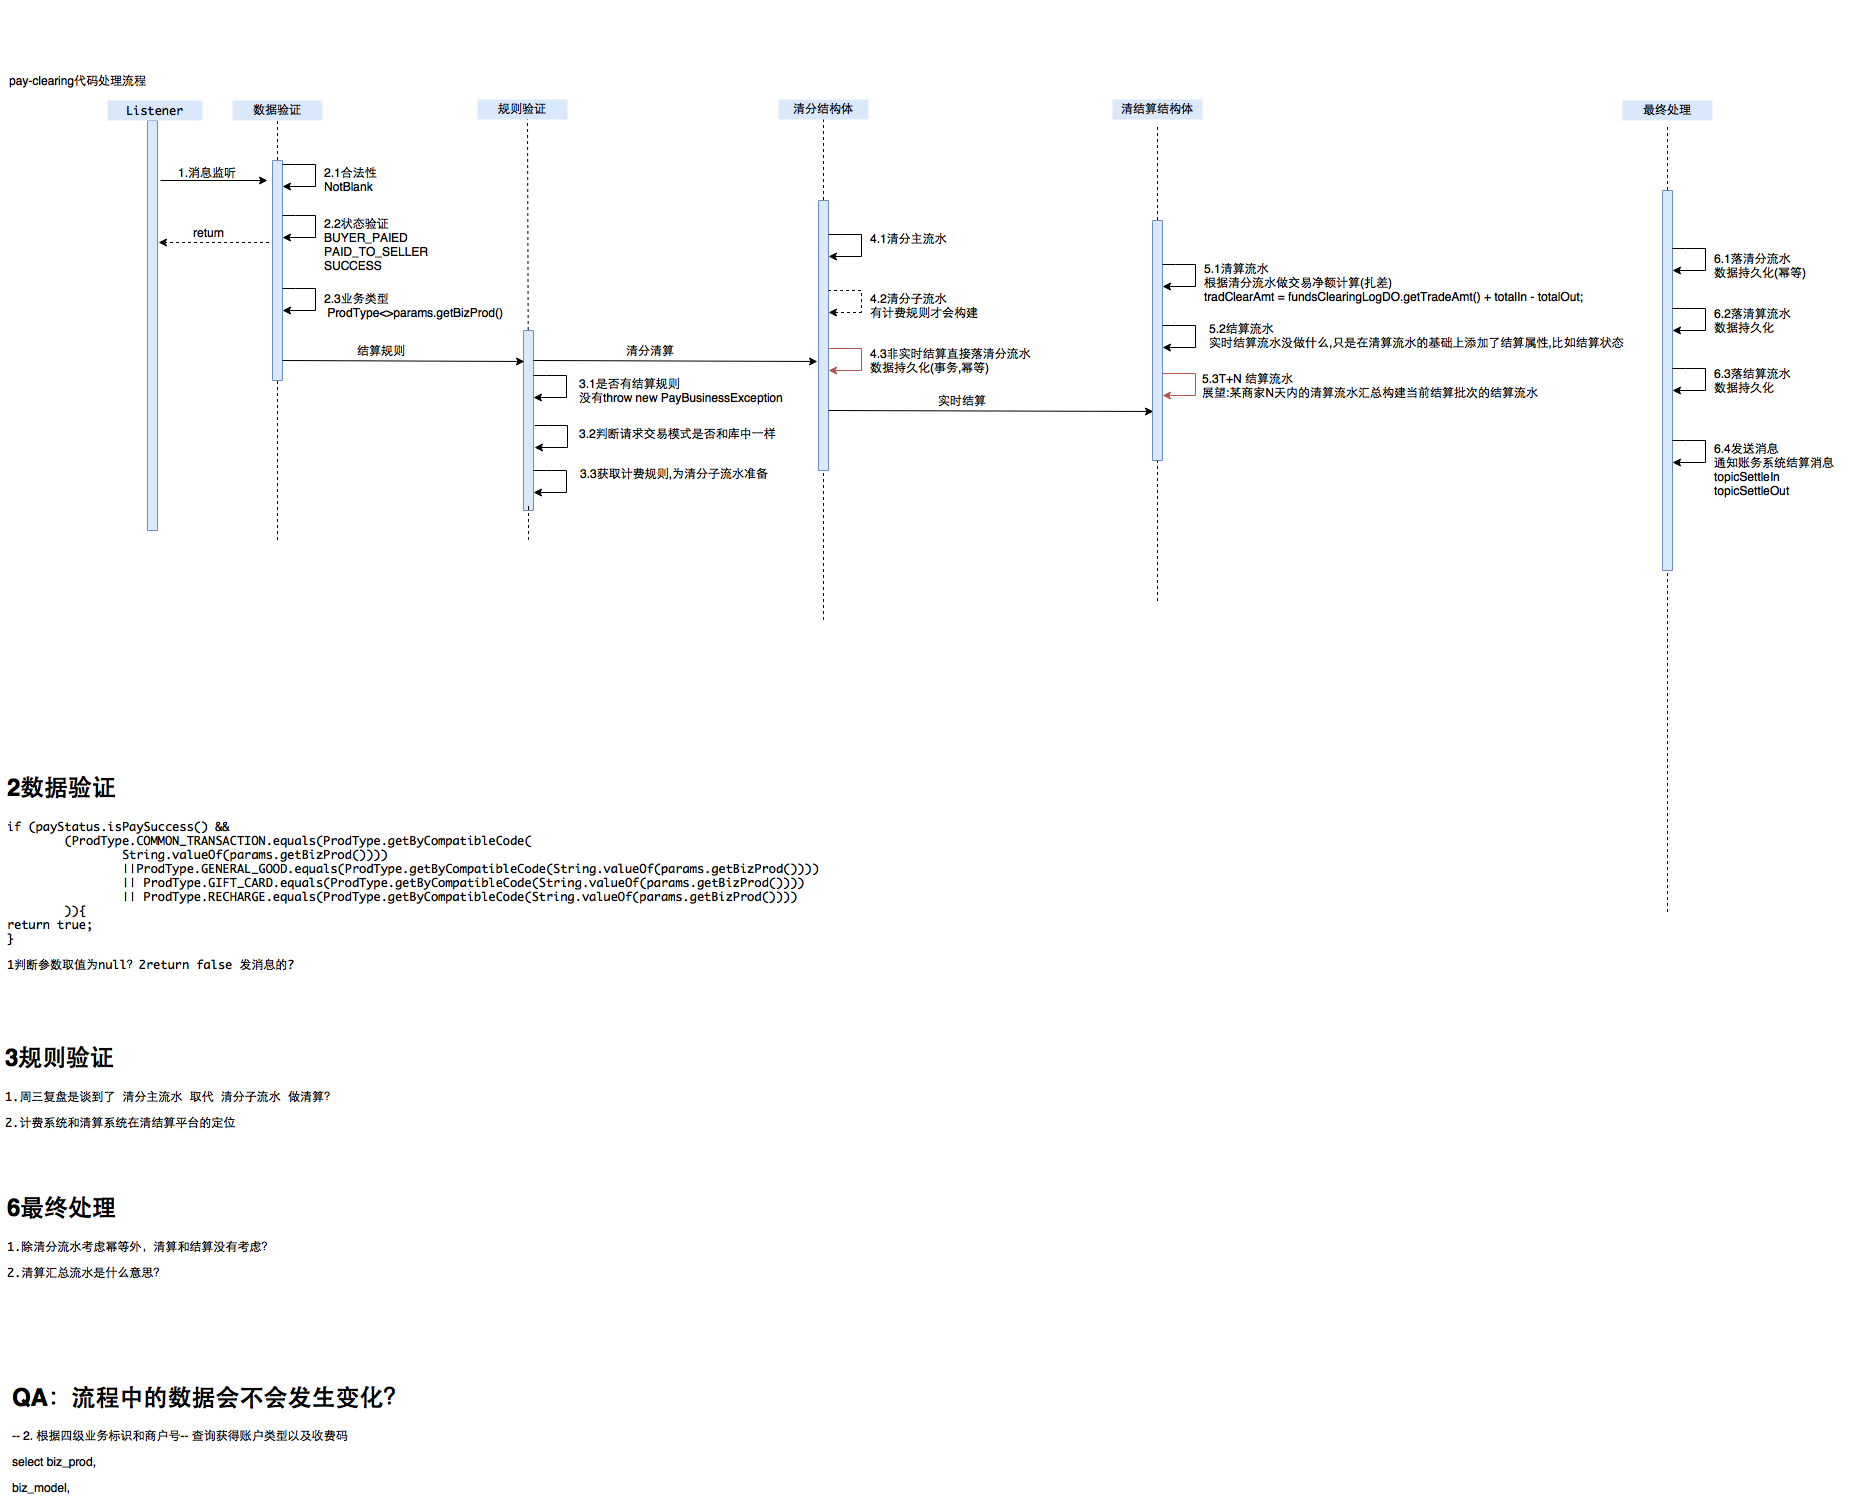 pay-clearing代码处理流程
Listener
数据验证
规则验证
清分结构体
清结算结构体
最终处理
1.消息监听
return
2.1合法性
NotBlank
2.2状态验证
BUYER_PAIED
PAID_TO_SELLER
SUCCESS
2.3业务类型
ProdType<>params.getBizProd()
结算规则
清分清算
3.1是否有结算规则
没有throw new PayBusinessException
3.2判断请求交易模式是否和库中一样
3.3获取计费规则,为清分子流水准备
4.1清分主流水
4.2清分子流水
有计费规则才会构建
4.3非实时结算直接落清分流水
数据持久化(事务,幂等)
实时结算
5.1清算流水
根据清分流水做交易净额计算(扎差)
tradClearAmt = fundsClearingLogDO.getTradeAmt() + totalIn - totalOut;
5.2结算流水
实时结算流水没做什么,只是在清算流水的基础上添加了结算属性,比如结算状态
5.3T+N 结算流水
展望:某商家N天内的清算流水汇总构建当前结算批次的结算流水
6.1落清分流水
数据持久化(幂等)
6.2落清算流水
数据持久化
6.3落结算流水
数据持久化
6.4发送消息
通知账务系统结算消息
topicSettleIn
topicSettleOut
2数据验证
if (payStatus.isPaySuccess() &&
(ProdType.COMMON_TRANSACTION.equals(ProdType.getByCompatibleCode(
String.valueOf(params.getBizProd())))
||ProdType.GENERAL_GOOD.equals(ProdType.getByCompatibleCode(String.valueOf(params.getBizProd())))
|| ProdType.GIFT_CARD.equals(ProdType.getByCompatibleCode(String.valueOf(params.getBizProd())))
|| ProdType.RECHARGE.equals(ProdType.getByCompatibleCode(String.valueOf(params.getBizProd())))
)){
return true;
}
1判断参数取值为null? 2return false 发消息的?
3规则验证
1.周三复盘是谈到了 清分主流水 取代 清分子流水 做清算?
2.计费系统和清算系统在清结算平台的定位
6最终处理
1.除清分流水考虑幂等外，清算和结算没有考虑?
2.清算汇总流水是什么意思?
QA：流程中的数据会不会发生变化?
-- 2. 根据四级业务标识和商户号-- 查询获得账户类型以及收费码
select biz_prod,
biz_model,